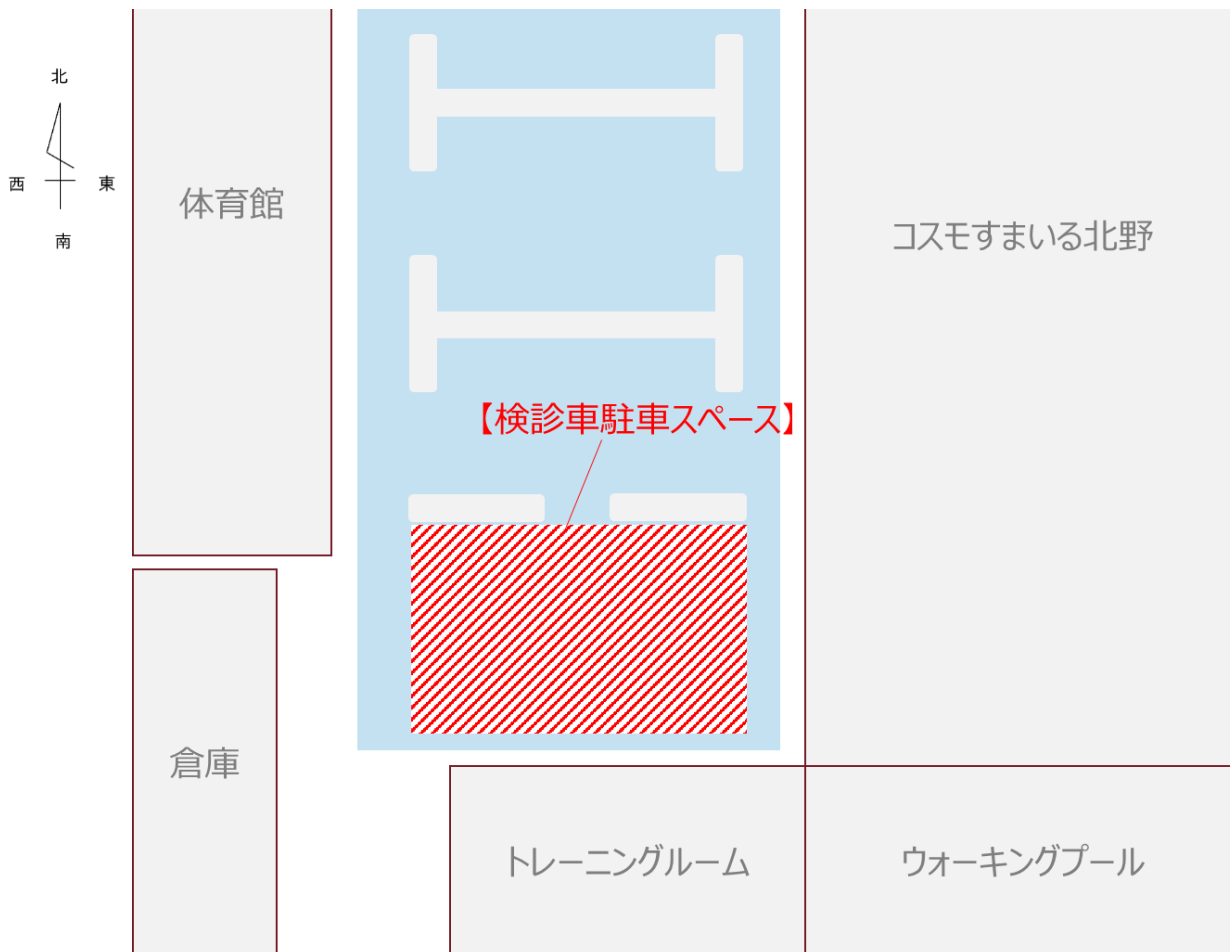 北
西
東
南
体育館
コスモすまいる北野
【検診車駐車スペース】
倉庫
トレーニングルーム
ウォーキングプール